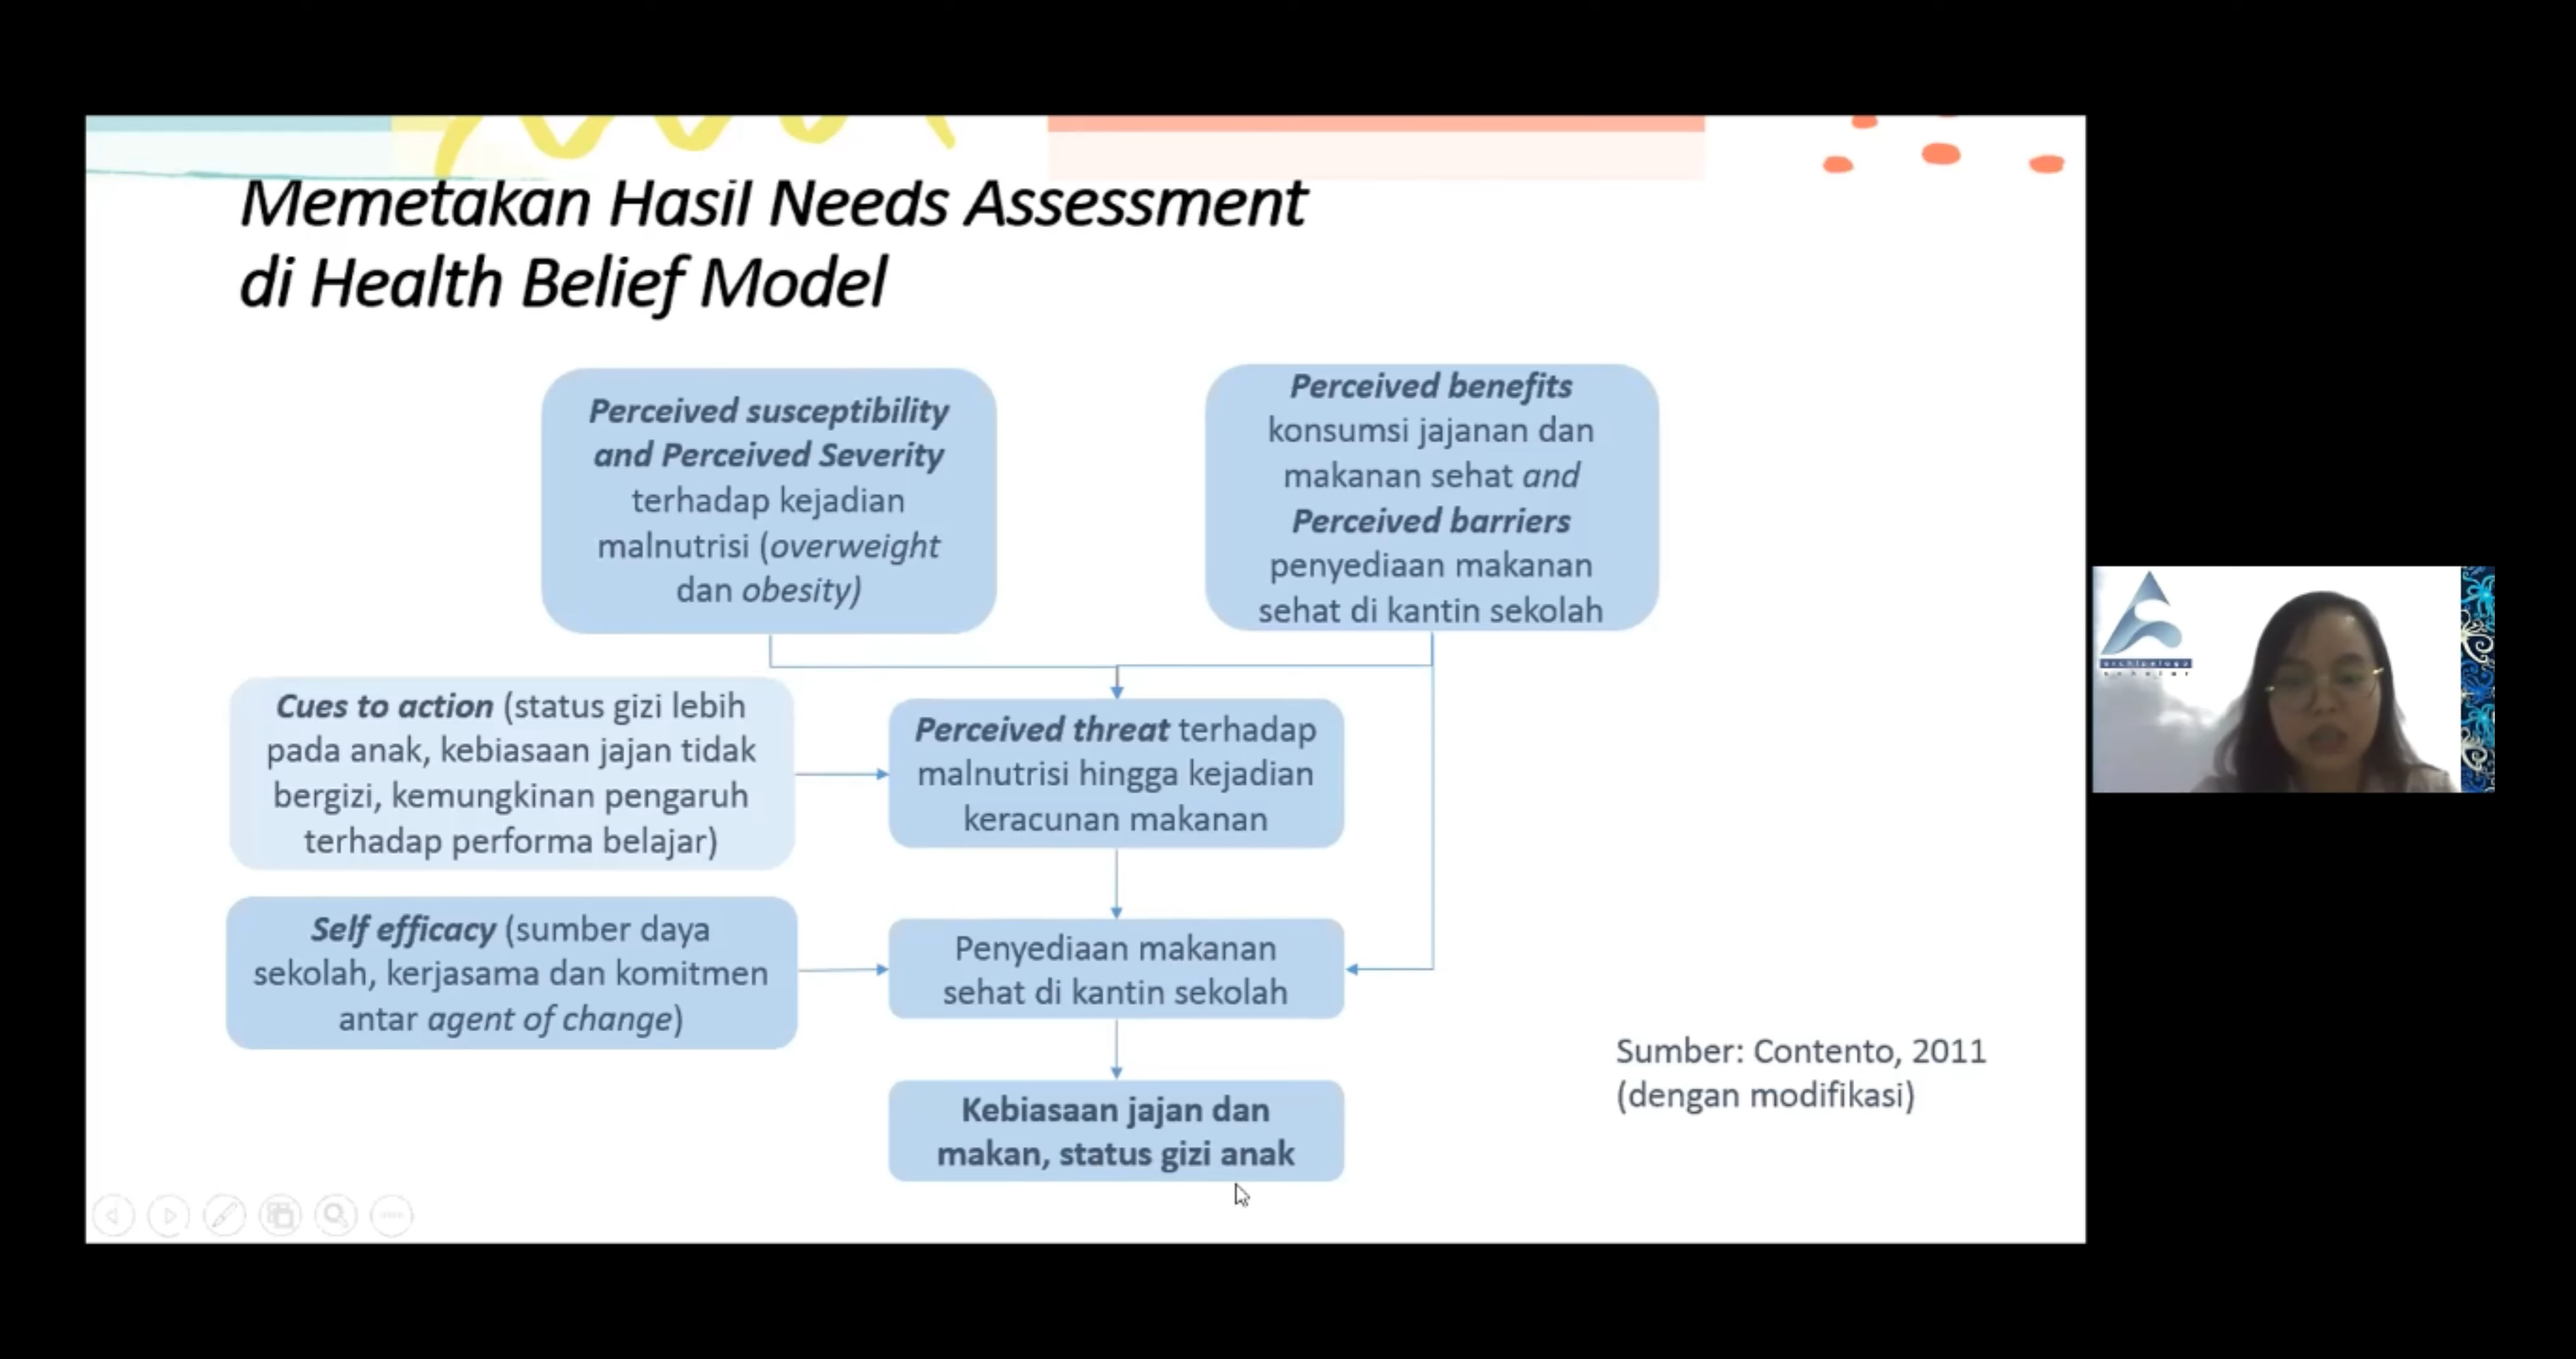 Memetakan Hasil Needs Assessment
di Health Belief Model
Perceived susceptibility
and Perceived Severity
terhadap kejadian
malnutrisi (overweight
dan obesity)
Perceived benefits
konsumsi jajanan dan
makanan sehat and
Perceived barriers
penyediaan makanan
sehat di kantin sekolah
Cues to action (status gizi lebih
pada anak, kebiasaan jajan tidak
bergizi, kemungkinan pengaruh
terhadap performa belajar)
Perceived threat terhadap
malnutrisi hingga kejadian
keracunan makanan
Self efficacy (sumber daya
sekolah, kerjasama dan komitmen
antar agent of change)
Penyediaan makanan
sehat di kantin sekolah
Kebiasaan jajan dan
makan, status gizi anak
Sumber: Contento, 2011
(dengan modifikasi)
archipelago
scholar